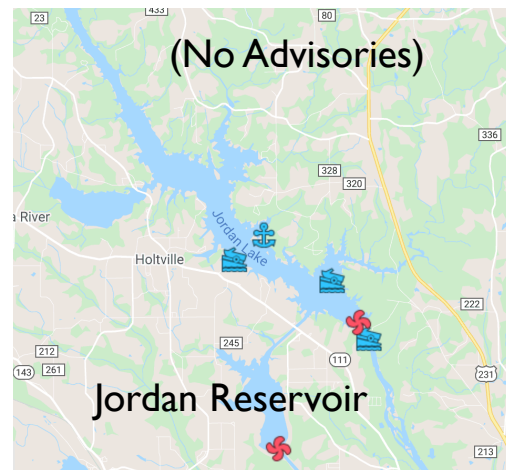 433
23
80
(No Advisories)
336
328
320
a River
Jordan Lake
Holtville
222
245
212
111
143
261
231
Jordan Reservoir
213